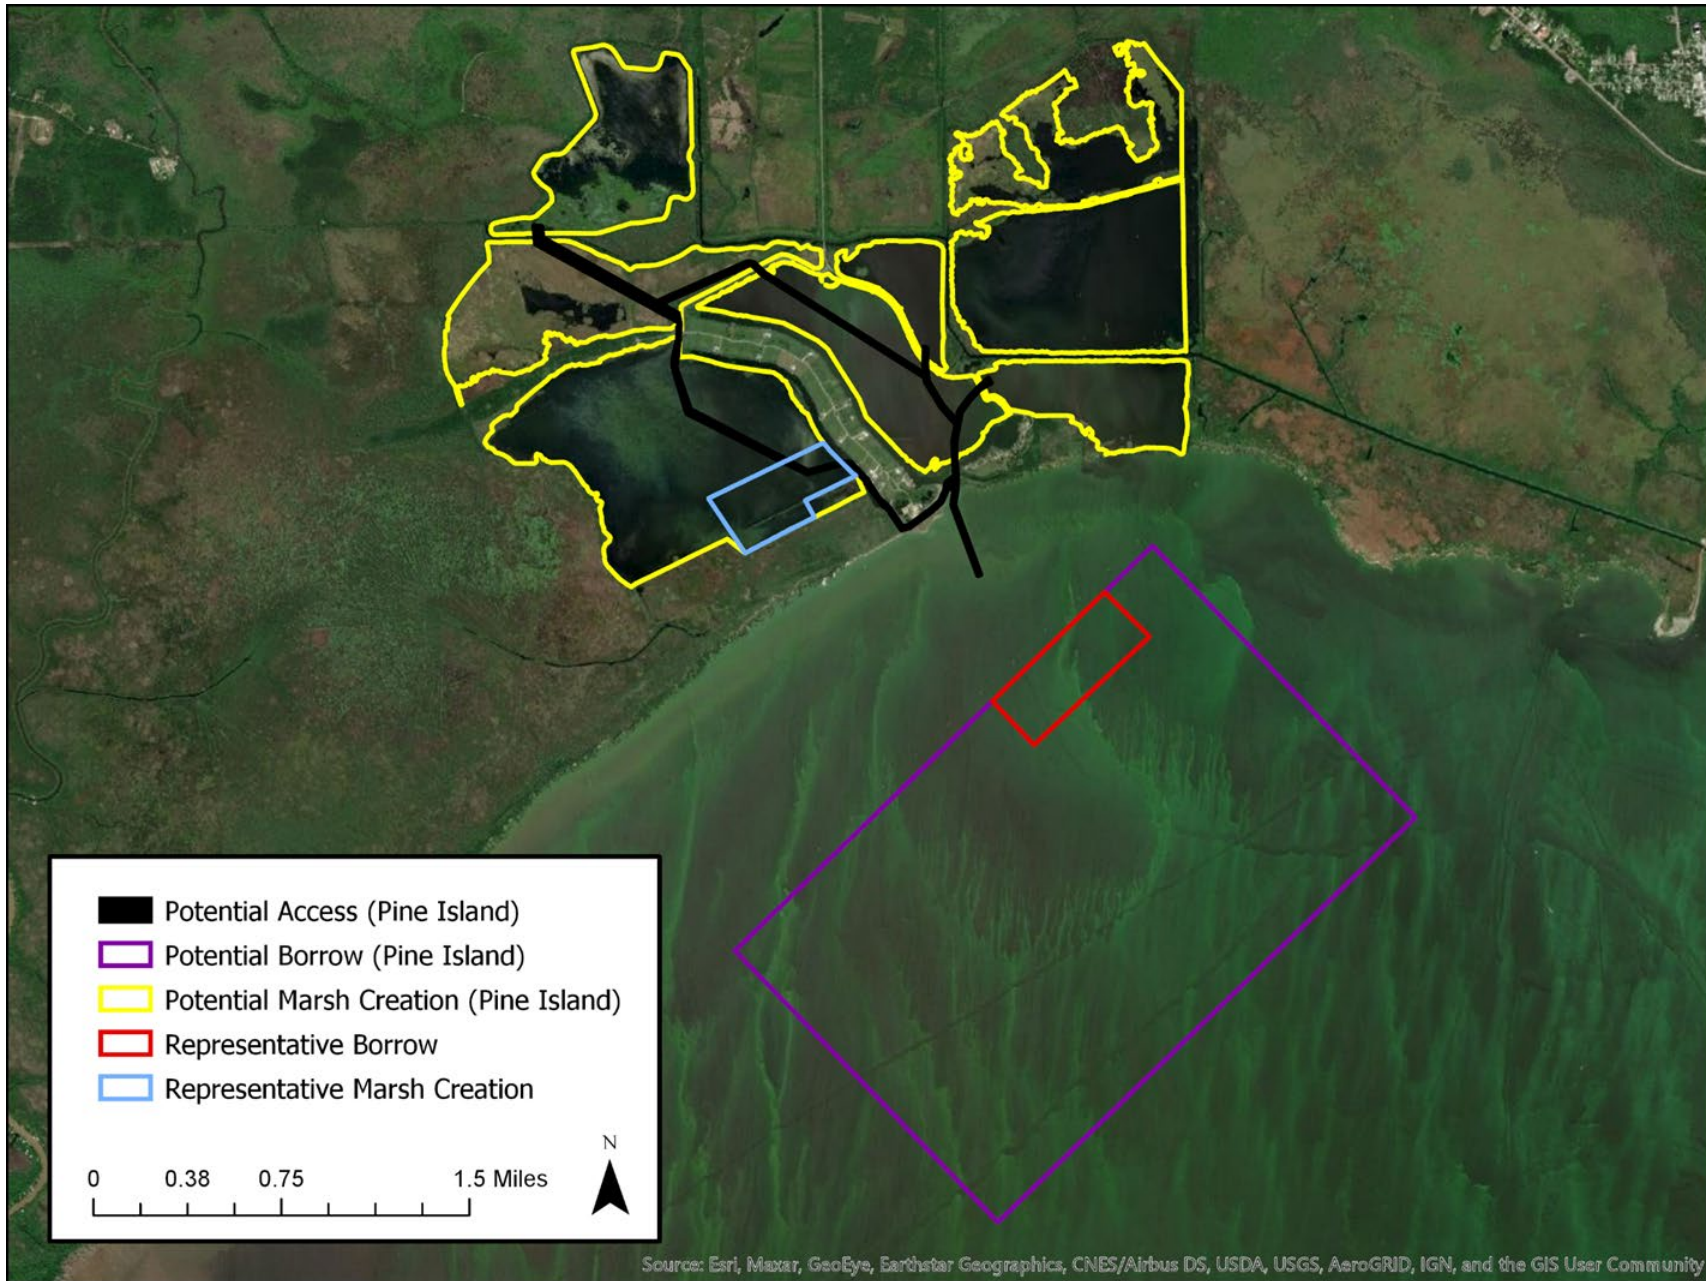 Potential Access (Pine Island)
Potential Borrow (Pine Island)
Potential Marsh Creation (Pine Island)
Representative Borrow
Representative Marsh Creation
N
0 0.38 0.75 1.5 Miles
Source: Esri, Maxar, GeoEye, Earthstar Geographics, CNES/Airbus DS, USDA, USGS, AeroGRID, IGN, and the GIS User Community